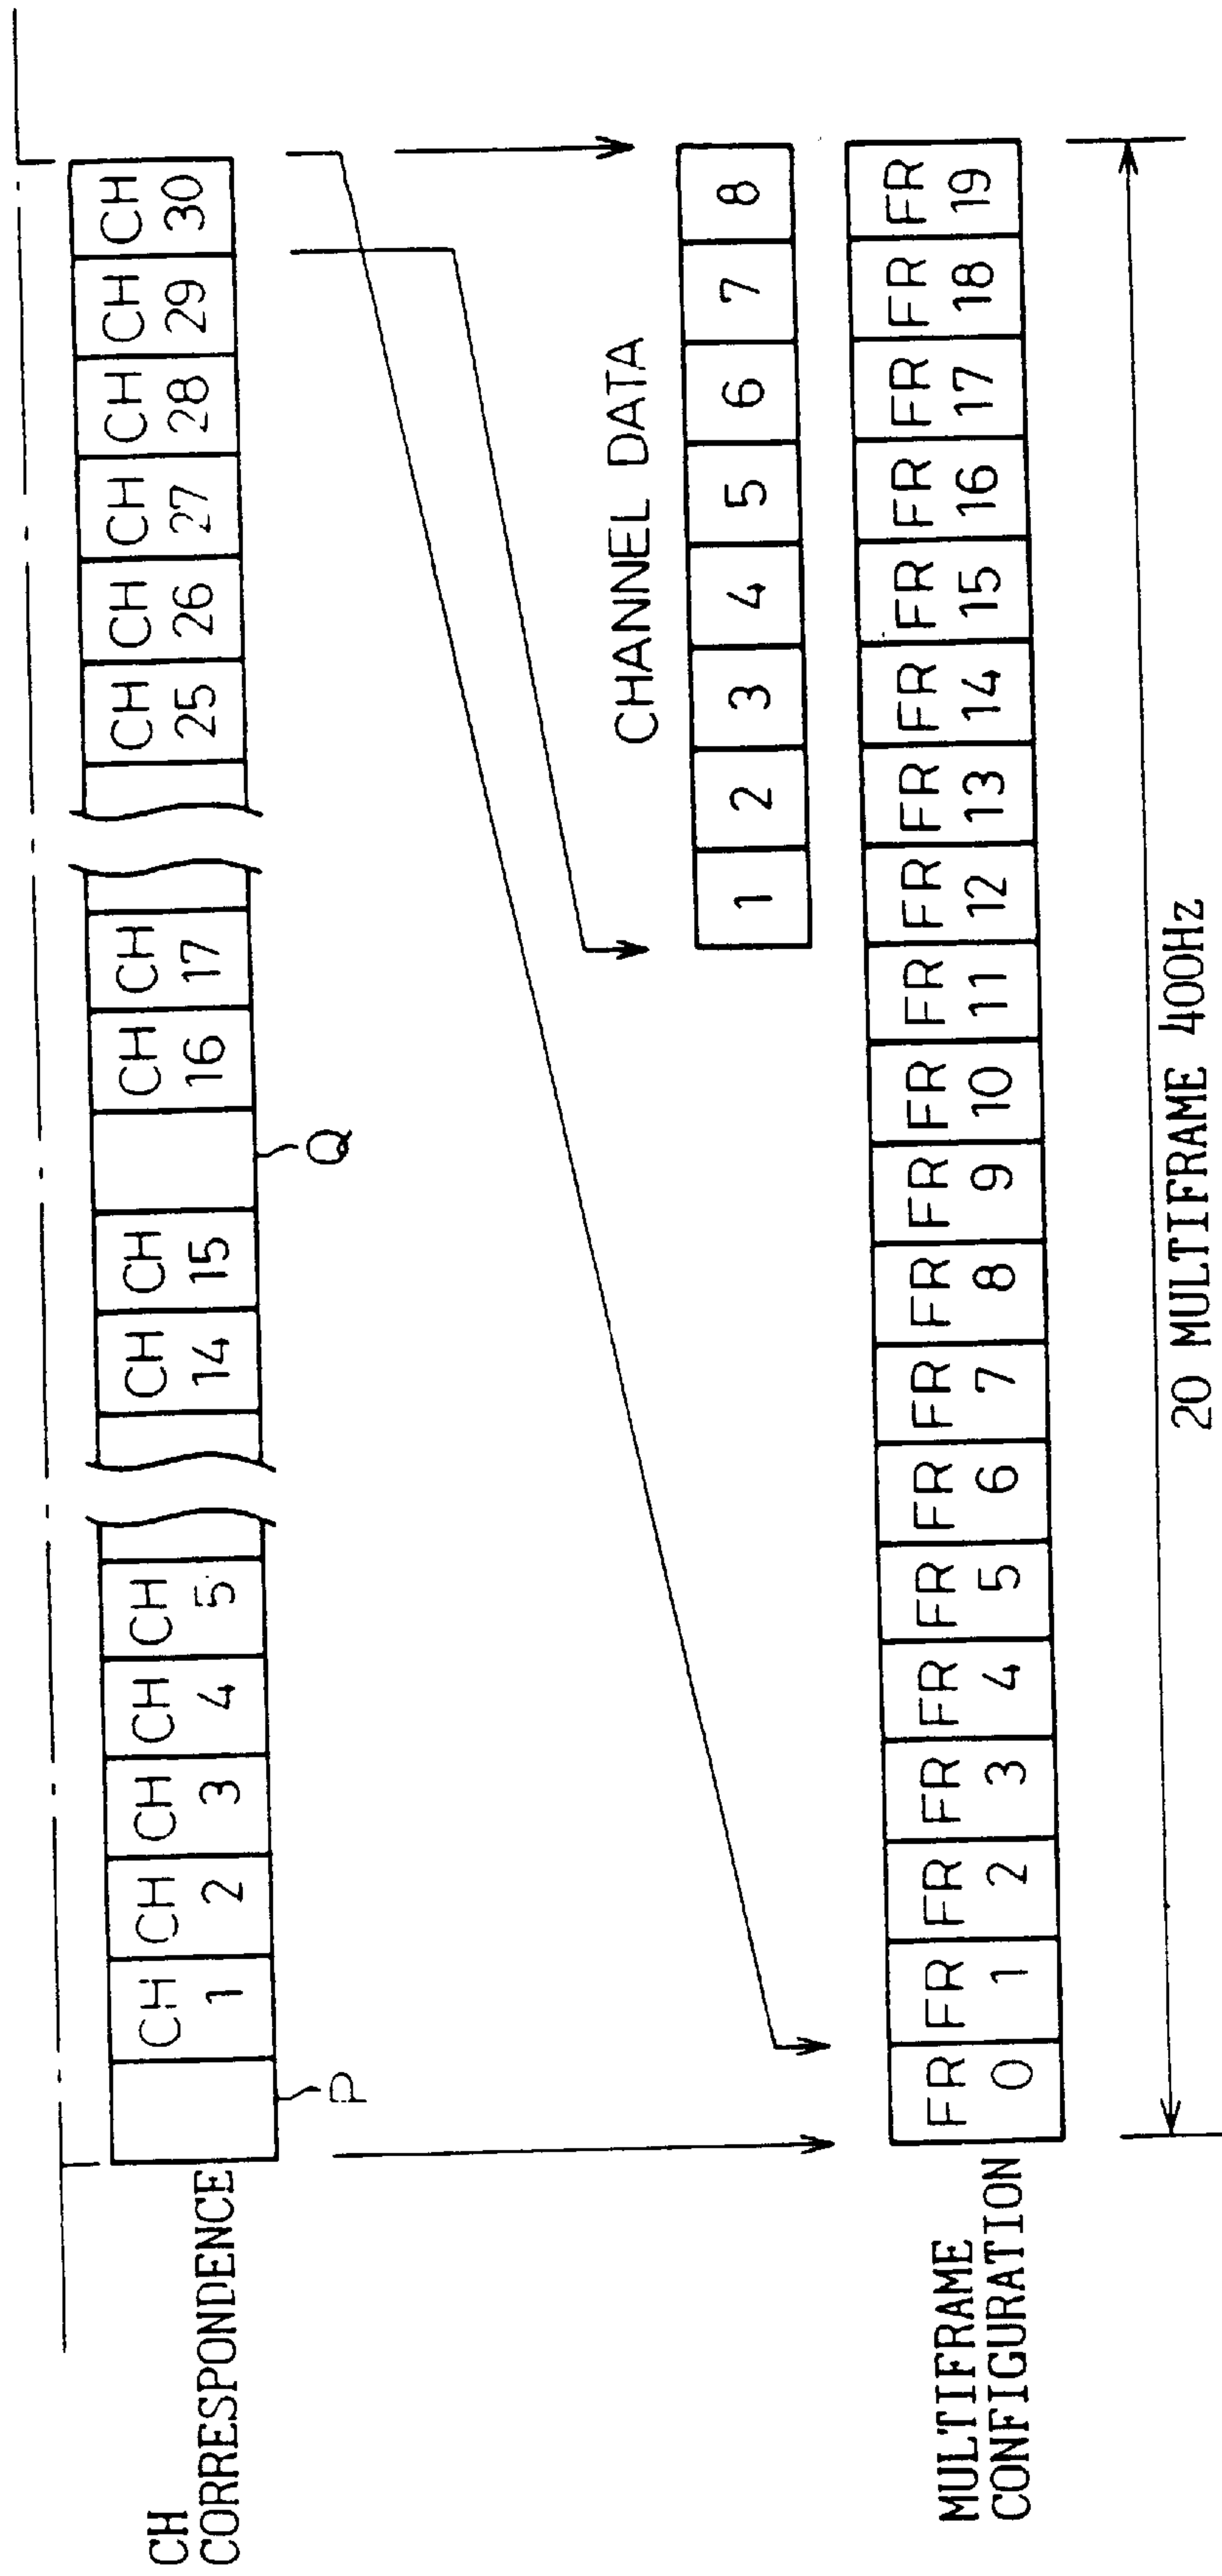 CH
CORRESPONDENCE
CH 1
CH 2
CH 3
CH 4
CH 5
CH 14
CH 15
CH 16
CH 17
CH 25
CH 26
CH 27
CH 28
CH 29
CH 30
P
Q
CHANNEL DATA
1 2 3 4 5 6 7 8
MULTIFRAME
CONFIGURATION
FR 0
FR 1
FR 2
FR 3
FR 4
FR 5
FR 6
FR 7
FR 8
FR 9
FR 10
FR 11
FR 12
FR 13
FR 14
FR 15
FR 16
FR 17
FR 18
FR 19
20 MULTIFRAME 400Hz